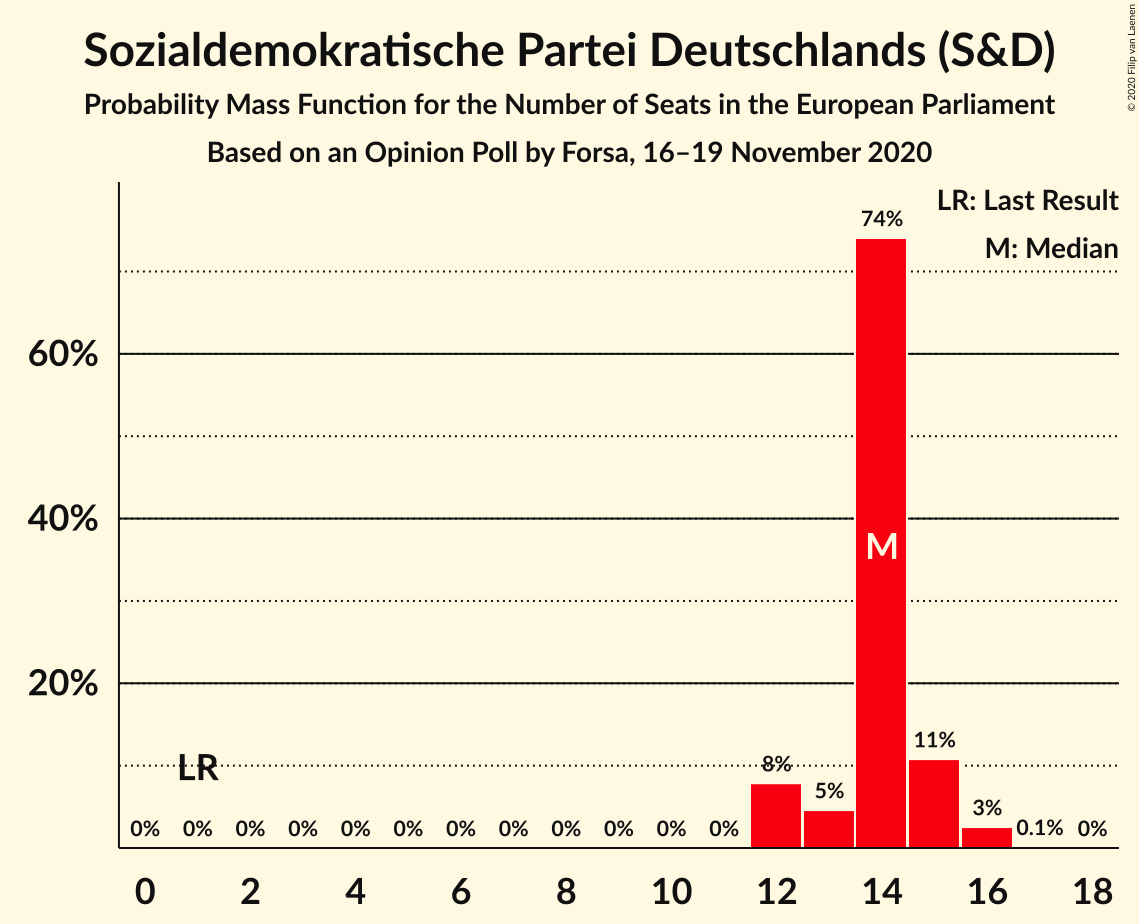 Sozialdemokratische Partei Deutschlands (S&D)
Probability Mass Function for the Number of Seats in the European Parliament
Based on an Opinion Poll by Forsa, 16–19 November 2020
© 2020 Filip van Laenen
LR: Last Result
M: Median
74%
60%
40%
M
20%
LR
11%
8%
5%
3%
0% 0% 0% 0% 0% 0% 0% 0% 0% 0% 0% 0% 0.1% 0%
0 2 4 6 8 10 12 14 16 18